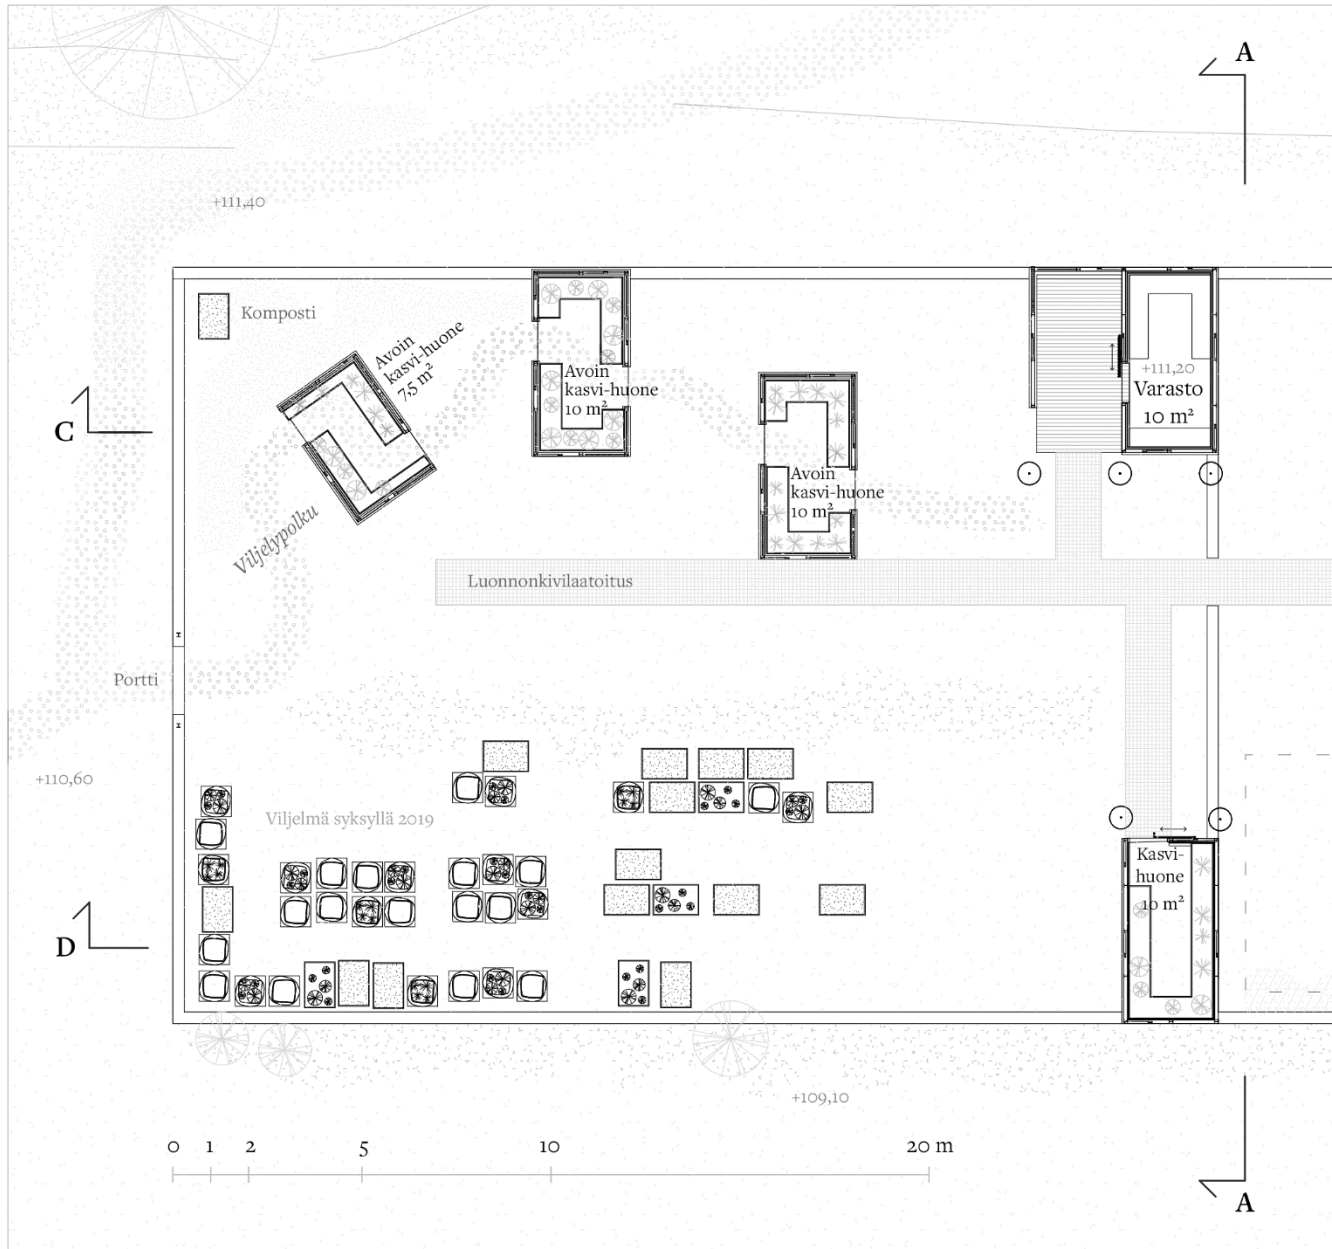 A
+111,40
Komposti
Avoin
kasvi-huone
7,5 m²
Avoin
kasvi-huone
10 m²
+111,20
Varasto
10 m²
C
Avoin
kasvi-huone
10 m²
Viljelypolku
Luonnonkivilaatoitus
Portti
+110,60
Viljelmä syksyllä 2019
Kasvi-
huone
10 m²
D
+109,10
0 1 2 5 10 20 m
A